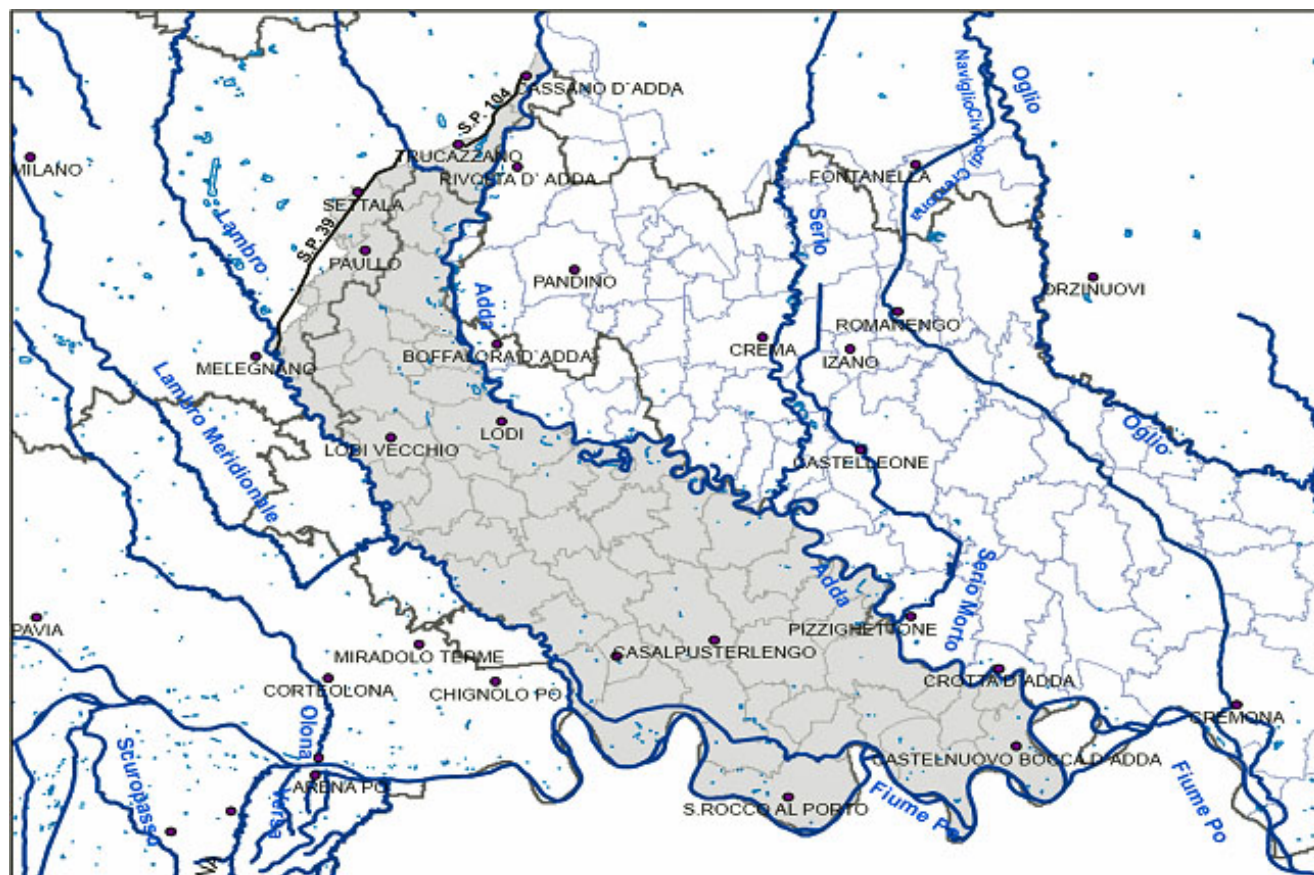 CASSANO D'ADDA
S.P. 104
Oglio
NaviglioCivicodi Cremona
MILANO
TRUCAZZANO
RIVOLTA D' ADDA
FONTANELLA
SETTALA
Lambro
Serio
S.P. 39
PAULLO
PANDINO
ORZINUOVI
Adda
ROMANENGO
MELEGNANO
BOFFALORA D'ADDA
CREMA
IZANO
Lambro Meridionale
LODI
Oglio
LODI VECCHIO
CASTELLEONE
Adda
Serio Morto
PAVIA
PIZZIGHETTONE
MIRADOLO TERME
CASALPUSTERLENGO
CORTEOLONA
CHIGNOLO PO
CROTTA D'ADDA
Olona
CREMONA
Scuropasso
Versa
ARENA PO
CASTELNUOVO BOCCA D'ADDA
S.ROCCO AL PORTO
Fiume Po
Fiume Po